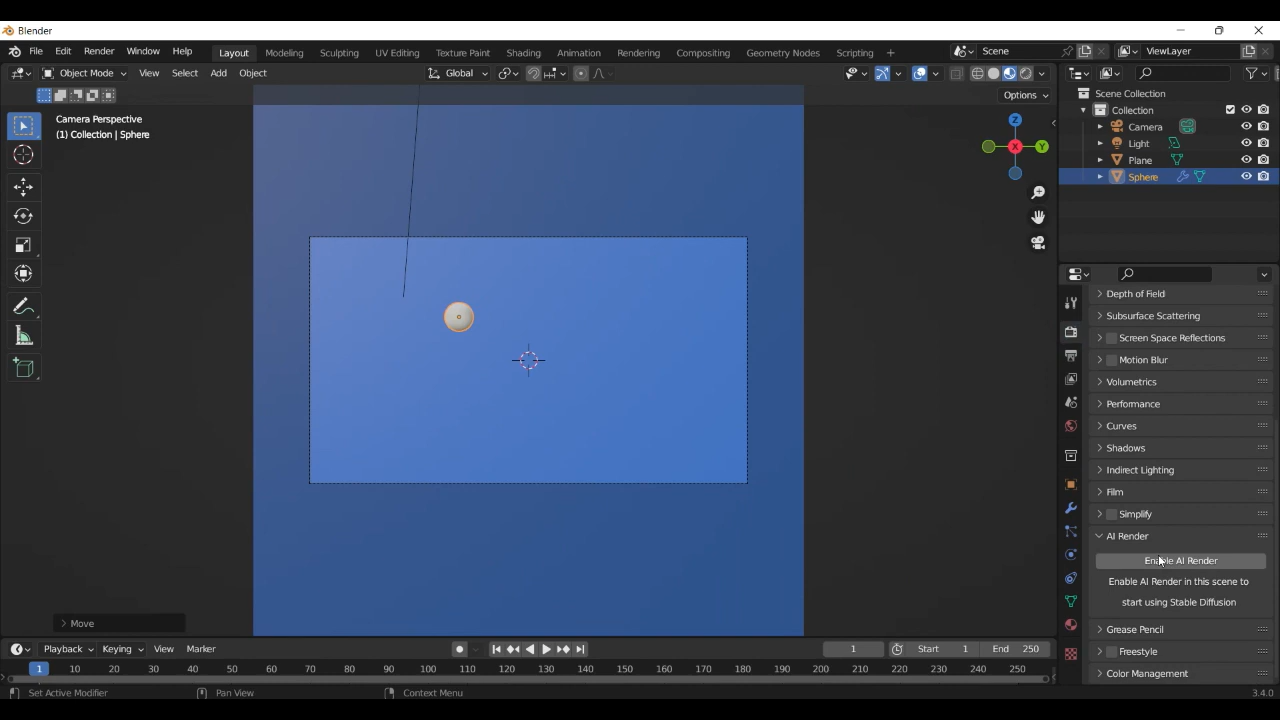 Blender
File Edit Render Window Help Layout Modeling Sculpting UV Editing Texture Paint Shading Animation Rendering Compositing Geometry Nodes Scripting + Scene ViewLayer
Object Mode View Select Add Object Global
Options
Camera Perspective
(1) Collection | Sphere
Z
X
Y
Scene Collection
Collection
Camera
Light
Plane
Sphere
Depth of Field
Subsurface Scattering
Screen Space Reflections
Motion Blur
Volumetrics
Performance
Curves
Shadows
Indirect Lighting
Film
Simplify
AI Render
Enable AI Render
Enable AI Render in this scene to
start using Stable Diffusion
Grease Pencil
Freestyle
Color Management
Move
Playback Keying View Marker 1 Start 1 End 250
1 10 20 30 40 50 60 70 80 90 100 110 120 130 140 150 160 170 180 190 200 210 220 230 240 250
Set Active Modifier Pan View Context Menu 3.4.0